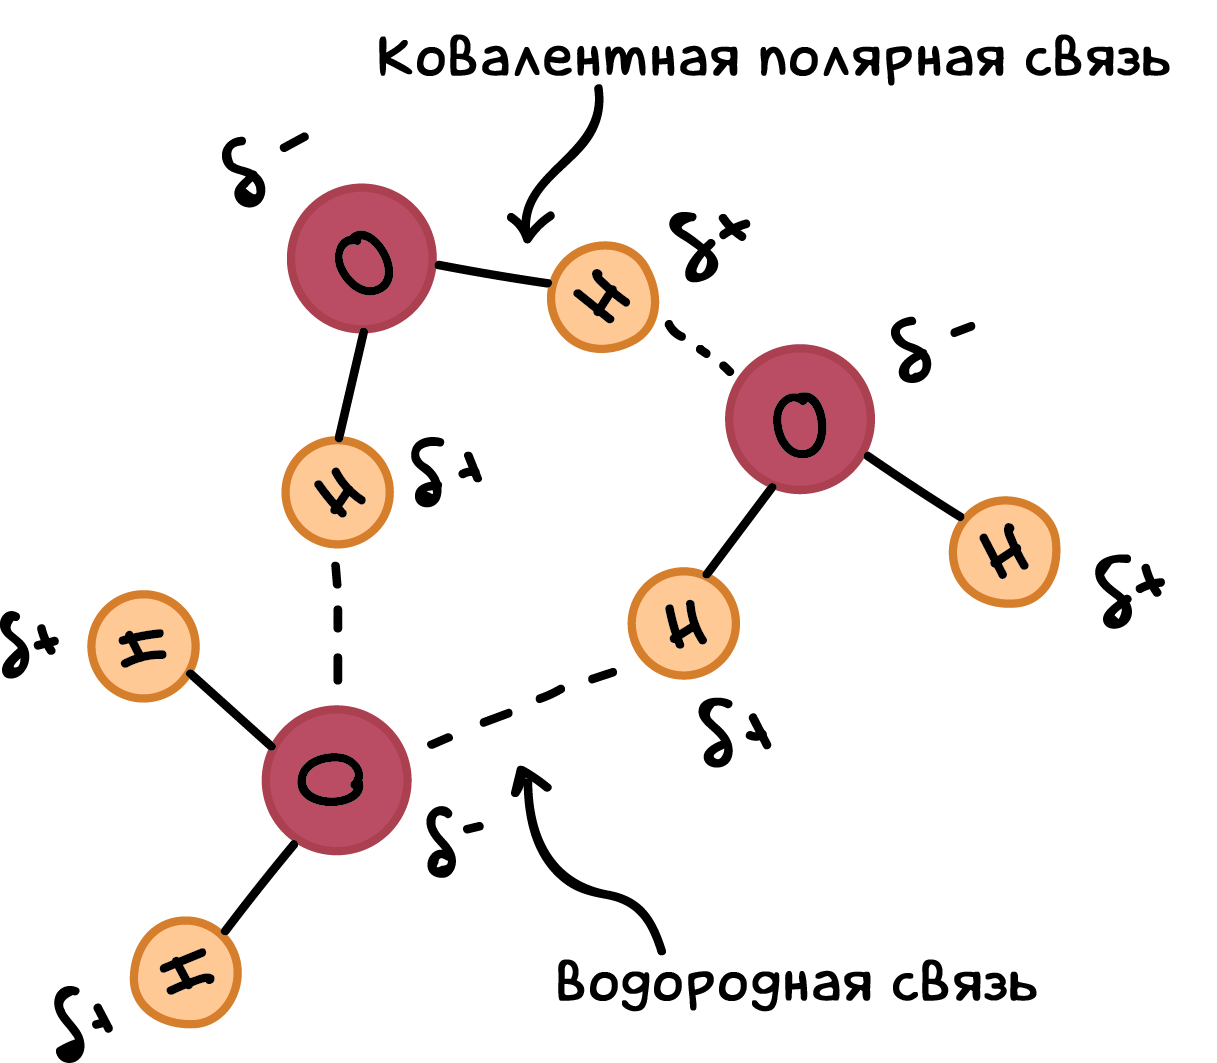 Ковалентная полярная связь
δ-
O
H
δ+
δ-
O
H
δ+
H
δ+
H
δ+
H
δ+
O
δ-
H
δ+
Водородная связь